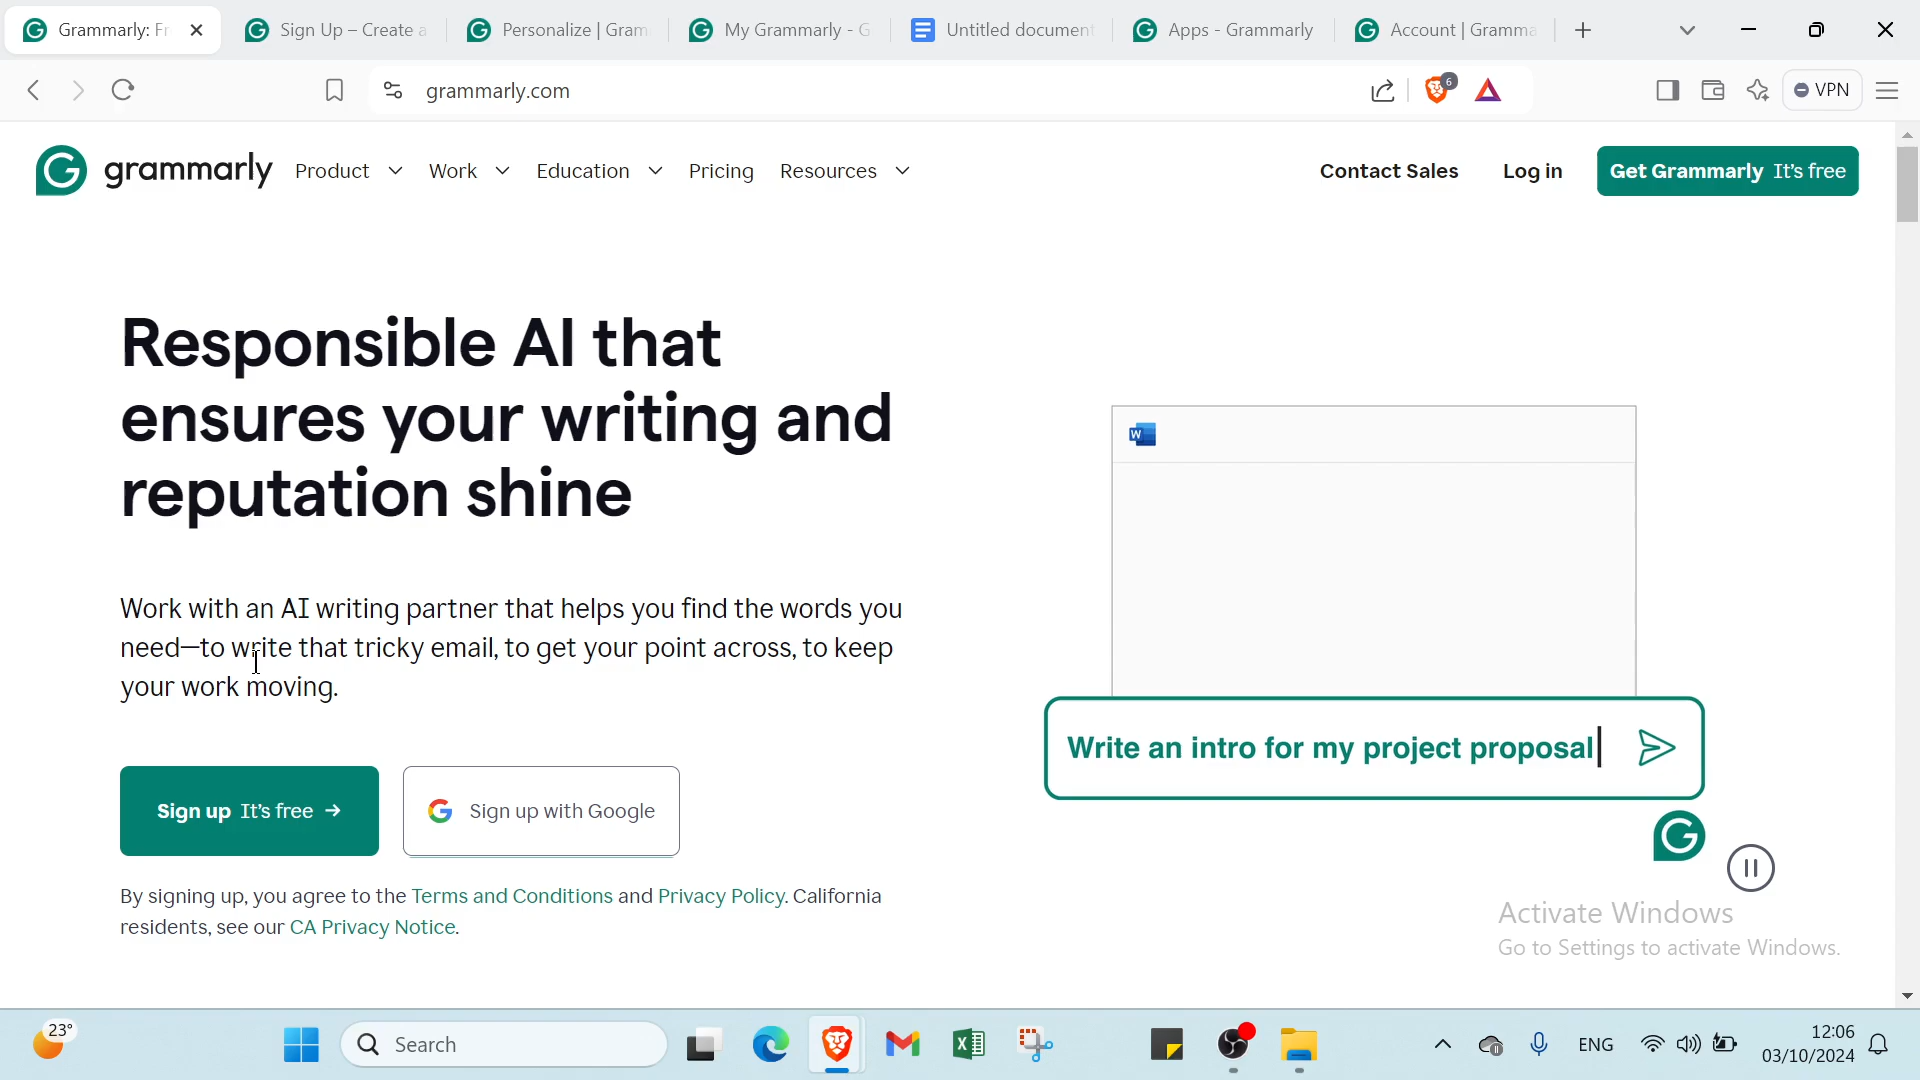 Grammarly: Fr
Sign Up – Create a
Personalize | Gram
My Grammarly - G
Untitled document
Apps - Grammarly
Account | Gramma
grammarly.com
6
VPN
grammarly
Product
Work
Education
Pricing
Resources
Contact Sales
Log in
Get Grammarly It's free
Responsible AI that
ensures your writing and
reputation shine
Work with an AI writing partner that helps you find the words you
need—to write that tricky email, to get your point across, to keep
your work moving.
W
Write an intro for my project proposal
Sign up It's free →
Sign up with Google
By signing up, you agree to the Terms and Conditions and Privacy Policy. California
residents, see our CA Privacy Notice.
Activate Windows
Go to Settings to activate Windows.
23°
Search
ENG
12:06
03/10/2024